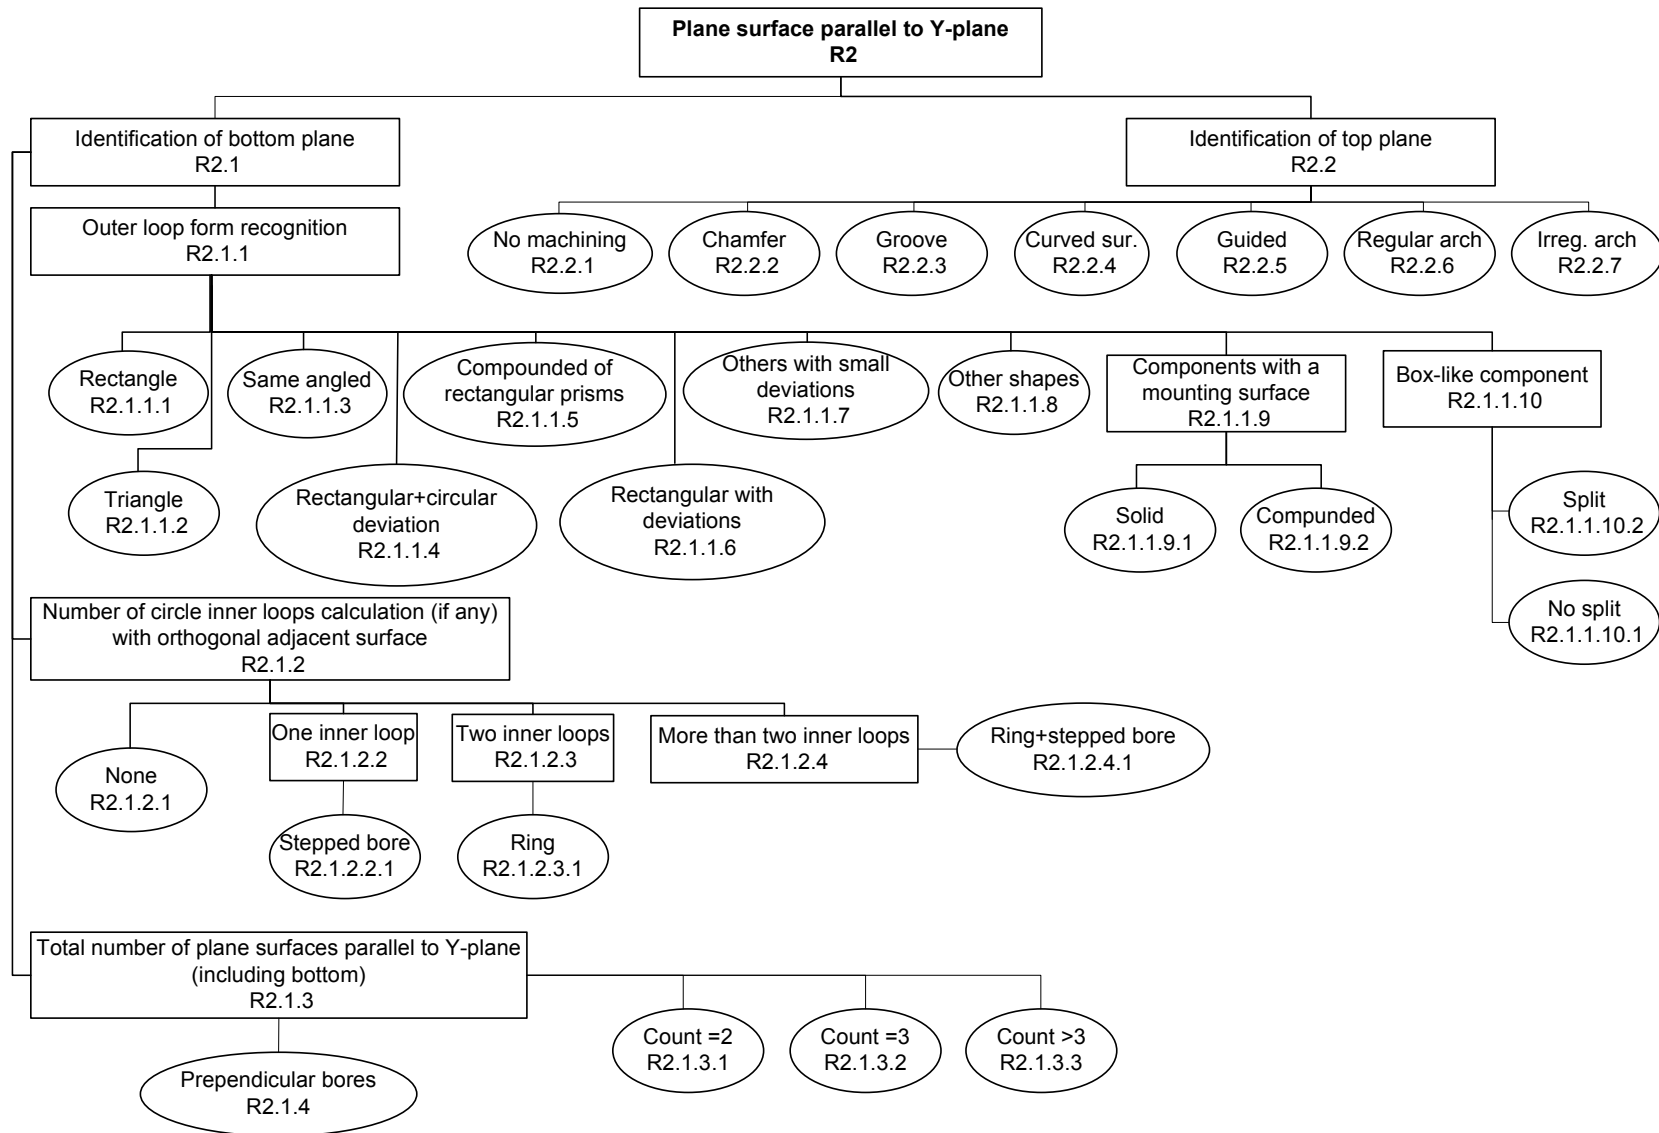 Plane surface parallel to Y-plane
R2
Identification of bottom plane
R2.1
Identification of top plane
R2.2
Outer loop form recognition
R2.1.1
No machining
R2.2.1
Chamfer
R2.2.2
Groove
R2.2.3
Curved sur.
R2.2.4
Guided
R2.2.5
Regular arch
R2.2.6
Irreg. arch
R2.2.7
Rectangle
R2.1.1.1
Same angled
R2.1.1.3
Compounded of
rectangular prisms
R2.1.1.5
Others with small
deviations
R2.1.1.7
Other shapes
R2.1.1.8
Components with a
mounting surface
R2.1.1.9
Box-like component
R2.1.1.10
Triangle
R2.1.1.2
Rectangular+circular
deviation
R2.1.1.4
Rectangular with
deviations
R2.1.1.6
Solid
R2.1.1.9.1
Compunded
R2.1.1.9.2
Split
R2.1.1.10.2
No split
R2.1.1.10.1
Number of circle inner loops calculation (if any)
with orthogonal adjacent surface
R2.1.2
None
R2.1.2.1
One inner loop
R2.1.2.2
Two inner loops
R2.1.2.3
More than two inner loops
R2.1.2.4
Ring+stepped bore
R2.1.2.4.1
Stepped bore
R2.1.2.2.1
Ring
R2.1.2.3.1
Total number of plane surfaces parallel to Y-plane
(including bottom)
R2.1.3
Count =2
R2.1.3.1
Count =3
R2.1.3.2
Count >3
R2.1.3.3
Prependicular bores
R2.1.4